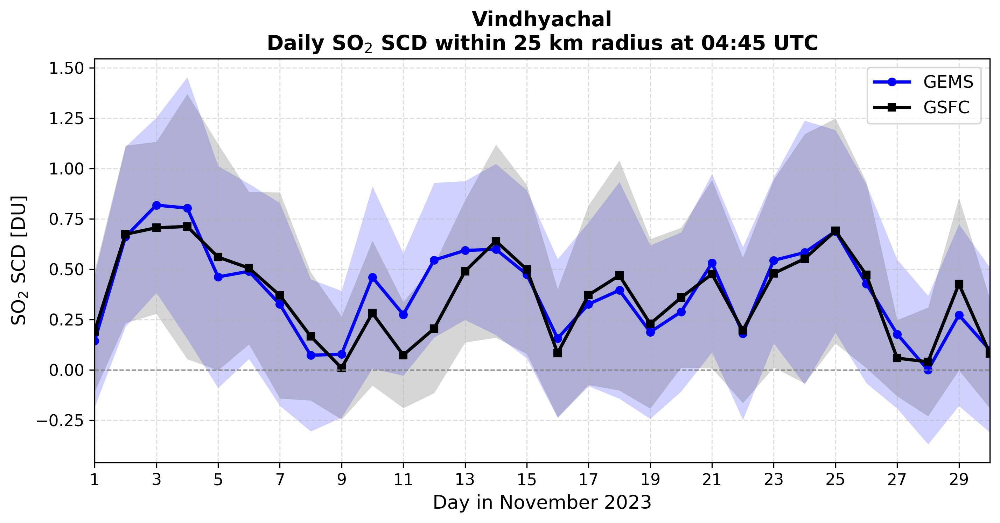 Vindhyachal
Daily SO₂ SCD within 25 km radius at 04:45 UTC
1.50
1.25
1.00
0.75
0.50
0.25
0.00
−0.25
SO₂ SCD [DU]
GEMS
GSFC
1 3 5 7 9 11 13 15 17 19 21 23 25 27 29
Day in November 2023